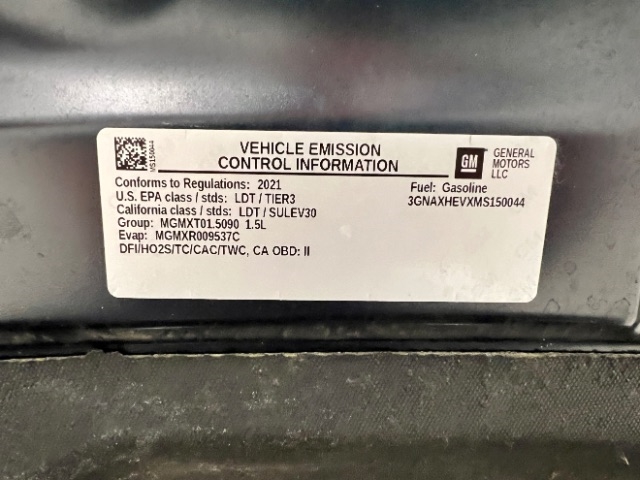 VEHICLE EMISSION
CONTROL INFORMATION
GM
GENERAL
MOTORS
LLC
MS150044
Conforms to Regulations: 2021
U.S. EPA class / stds: LDT / TIER3
California class / stds: LDT / SULEV30
Group: MGMXT01.5090 1.5L
Evap: MGMXR009537C
DFI/HO2S/TC/CAC/TWC, CA OBD: II
Fuel: Gasoline
3GNAXHEVXMS150044